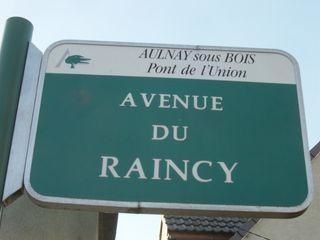 AULNAY sous BOIS
Pont de l'Union
AVENUE
DU
RAINCY